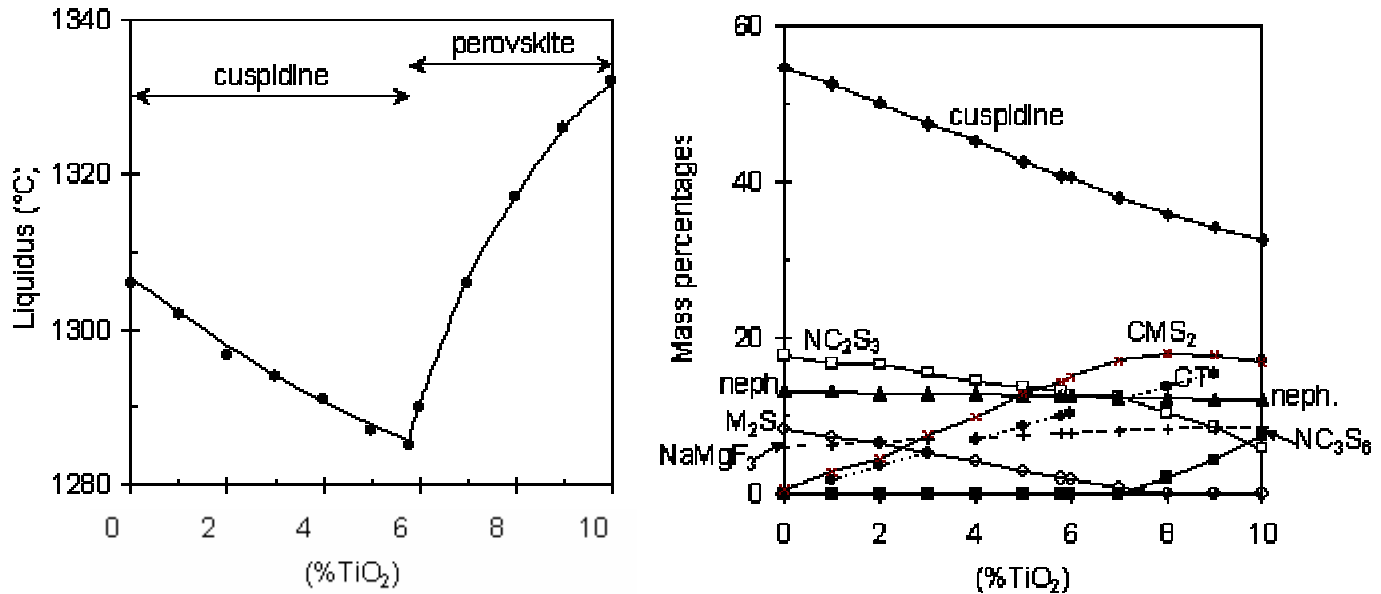 1340
1320
1300
1280
Liquidus (°C)
cuspidine
perovskite
0 2 4 6 8 10
(%TiO₂)
60
40
20
0
Mass percentages
cuspidine
NC₂S₃
CMS₂
CT
neph.
neph.
M₂S
NaMgF₃
NC₃S₆
0 2 4 6 8 10
(%TiO₂)